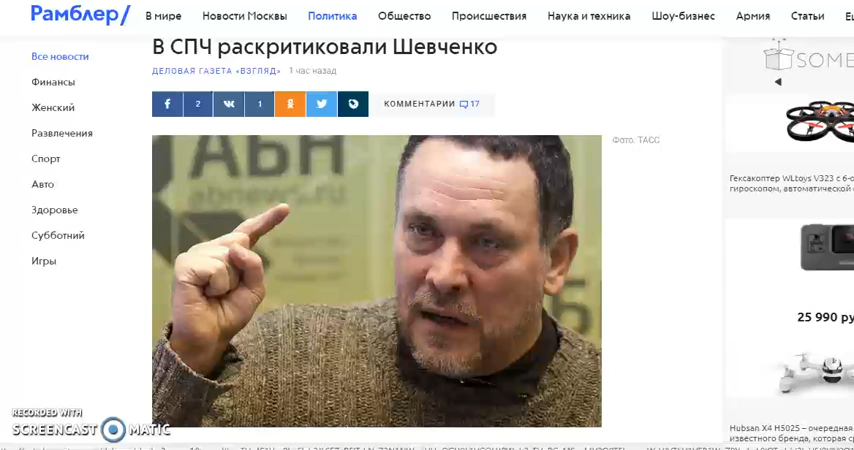 Рамблер/
В мире Новости Москвы Политика Общество Происшествия Наука и техника Шоу-бизнес Армия Статьи
Все новости
Финансы
Женский
Развлечения
Спорт
Авто
Здоровье
Субботний
Игры
В СПЧ раскритиковали Шевченко
ДЕЛОВАЯ ГАЗЕТА «ВЗГЛЯД» 1 час назад
2 1 КОММЕНТАРИИ 17
Фото: ТАСС
АБН
abnews.ru
SOME
Гексакоптер WLtoys V323 с 6-о
гироскопом, автоматической
25 990 ру
Hubsan X4 H502S – очередная
известного бренда, которая
RECORDED WITH
SCREENCAST MATIC